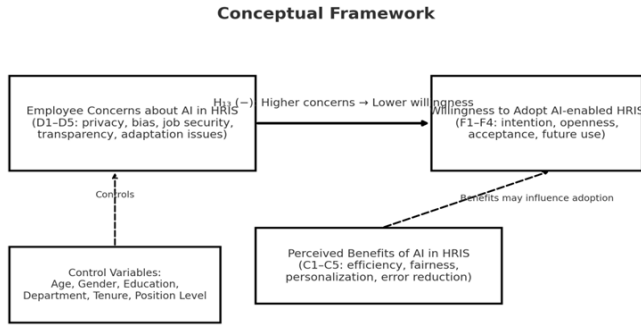 Conceptual Framework
H₁₃ (−): Higher concerns → Lower willingness
Employee Concerns about AI in HRIS
(D1–D5: privacy, bias, job security,
transparency, adaptation issues)
Willingness to Adopt AI-enabled HRIS
(F1–F4: intention, openness,
acceptance, future use)
Controls
Benefits may influence adoption
Control Variables:
Age, Gender, Education,
Department, Tenure, Position Level
Perceived Benefits of AI in HRIS
(C1–C5: efficiency, fairness,
personalization, error reduction)